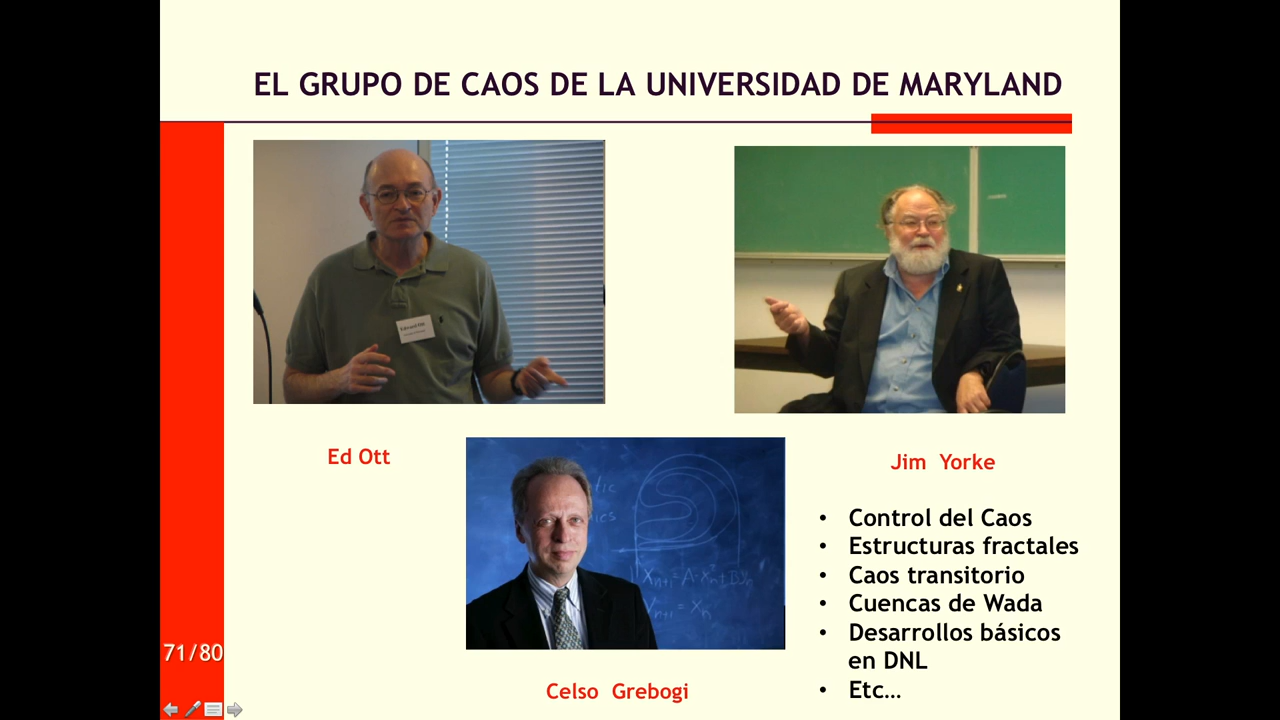 EL GRUPO DE CAOS DE LA UNIVERSIDAD DE MARYLAND
Ed Ott
Jim Yorke
Celso Grebogi
• Control del Caos
• Estructuras fractales
• Caos transitorio
• Cuencas de Wada
• Desarrollos básicos
en DNL
• Etc…
71/80